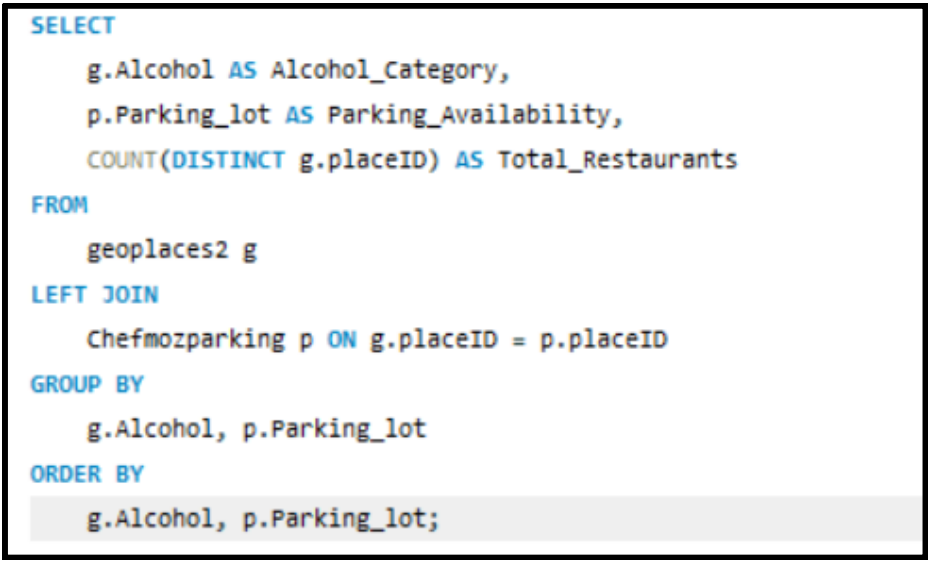 SELECT
g.Alcohol AS Alcohol_Category,
p.Parking_lot AS Parking_Availability,
COUNT(DISTINCT g.placeID) AS Total_Restaurants
FROM
geoplaces2 g
LEFT JOIN
Chefmozparking p ON g.placeID = p.placeID
GROUP BY
g.Alcohol, p.Parking_lot
ORDER BY
g.Alcohol, p.Parking_lot;